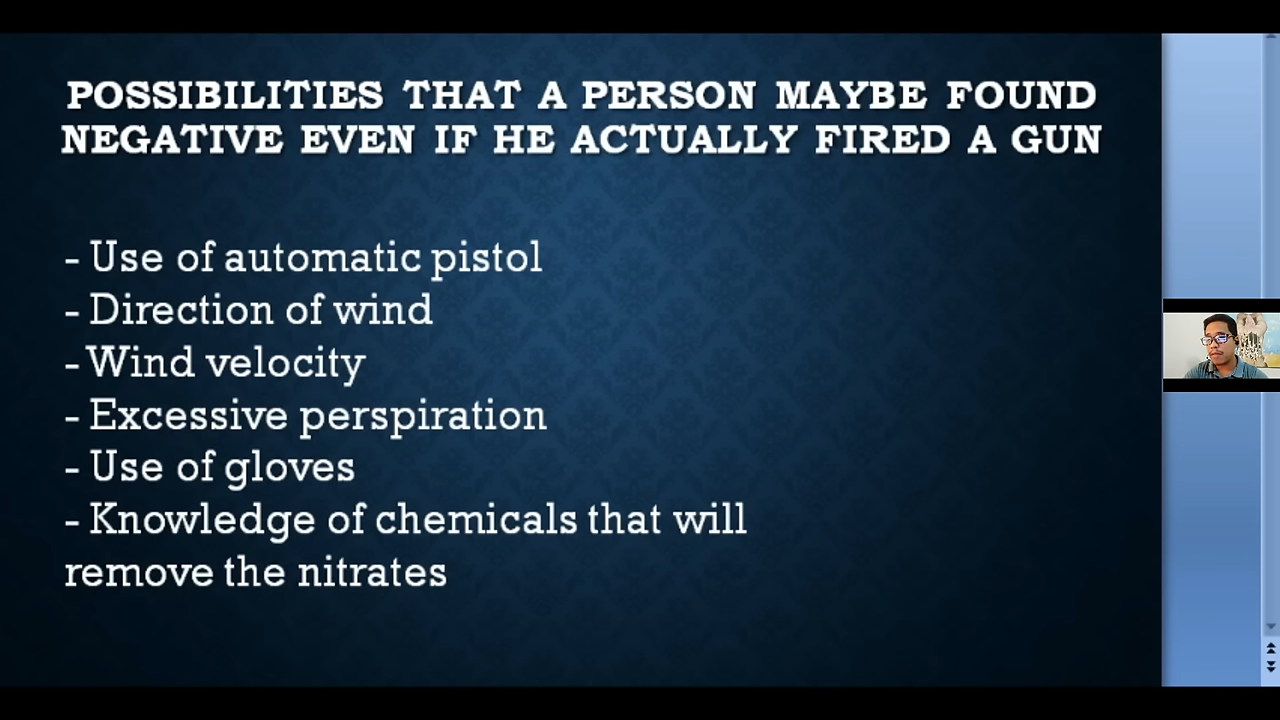 POSSIBILITIES THAT A PERSON MAYBE FOUND
NEGATIVE EVEN IF HE ACTUALLY FIRED A GUN
- Use of automatic pistol
- Direction of wind
- Wind velocity
- Excessive perspiration
- Use of gloves
- Knowledge of chemicals that will
remove the nitrates